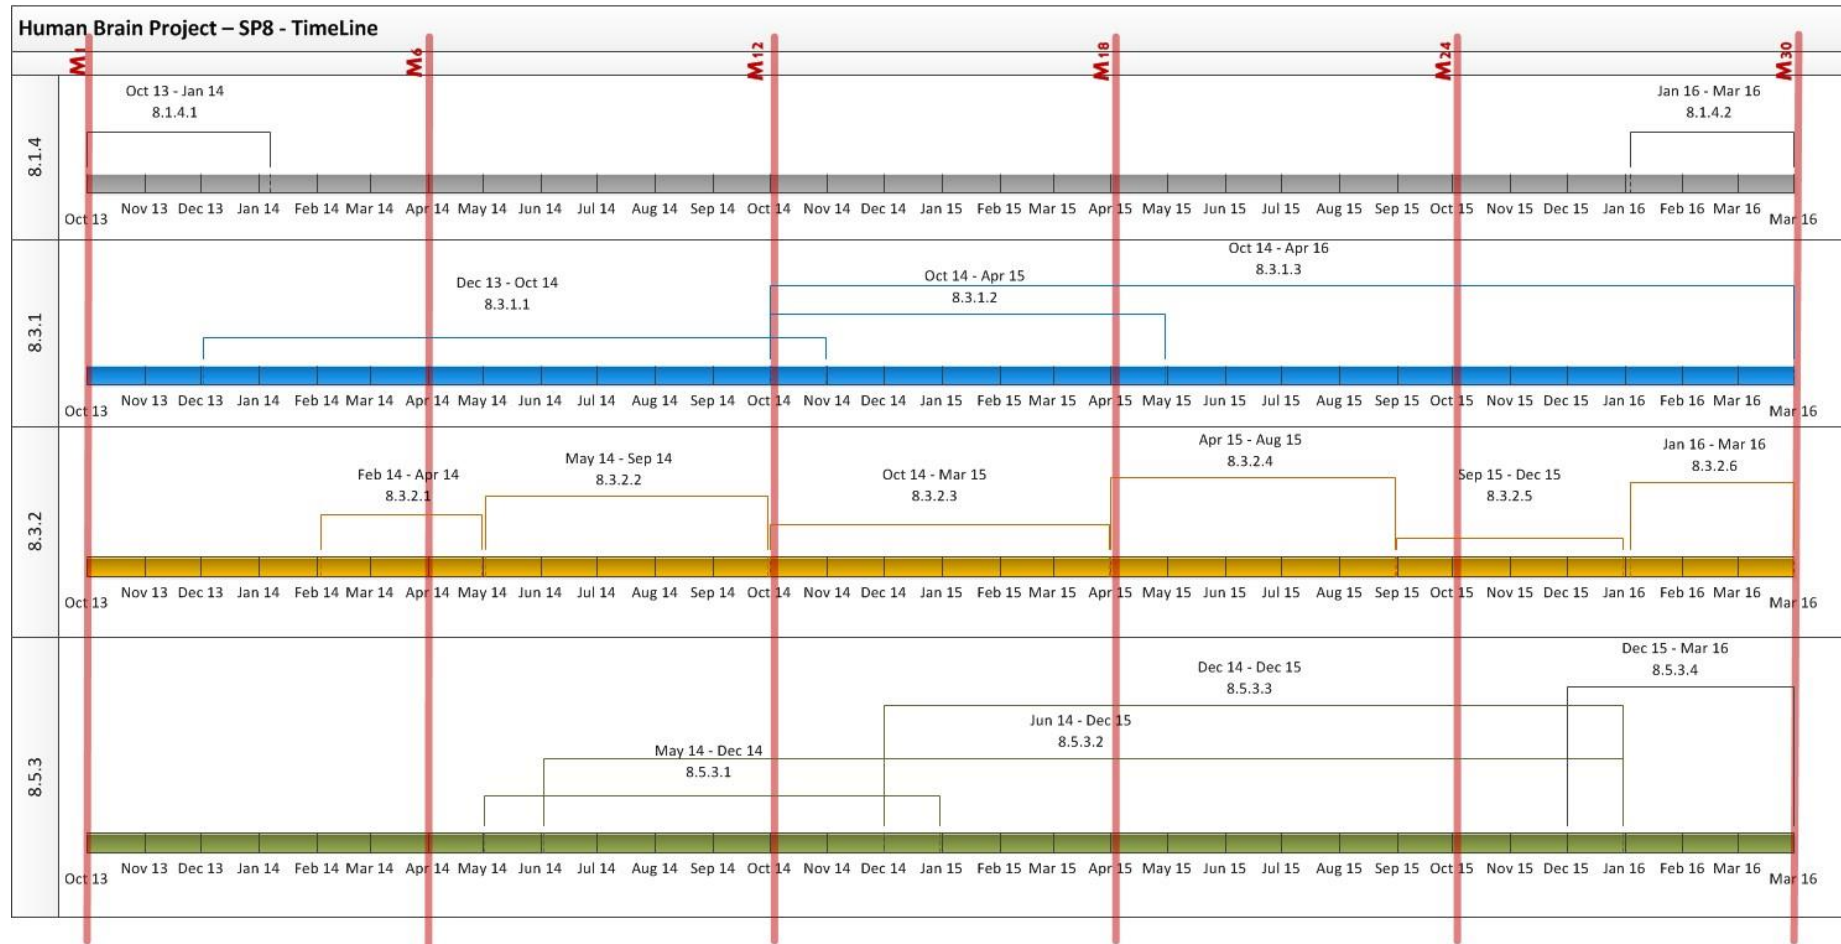 Human Brain Project – SP8 - TimeLine
M1 M6 M12 M18 M24 M30
8.1.4
Oct 13 - Jan 14
8.1.4.1
Jan 16 - Mar 16
8.1.4.2
Oct 13 Nov 13 Dec 13 Jan 14 Feb 14 Mar 14 Apr 14 May 14 Jun 14 Jul 14 Aug 14 Sep 14 Oct 14 Nov 14 Dec 14 Jan 15 Feb 15 Mar 15 Apr 15 May 15 Jun 15 Jul 15 Aug 15 Sep 15 Oct 15 Nov 15 Dec 15 Jan 16 Feb 16 Mar 16 Mar 16
8.3.1
Dec 13 - Oct 14
8.3.1.1
Oct 14 - Apr 15
8.3.1.2
Oct 14 - Apr 16
8.3.1.3
Oct 13 Nov 13 Dec 13 Jan 14 Feb 14 Mar 14 Apr 14 May 14 Jun 14 Jul 14 Aug 14 Sep 14 Oct 14 Nov 14 Dec 14 Jan 15 Feb 15 Mar 15 Apr 15 May 15 Jun 15 Jul 15 Aug 15 Sep 15 Oct 15 Nov 15 Dec 15 Jan 16 Feb 16 Mar 16 Mar 16
8.3.2
Feb 14 - Apr 14
8.3.2.1
May 14 - Sep 14
8.3.2.2
Oct 14 - Mar 15
8.3.2.3
Apr 15 - Aug 15
8.3.2.4
Sep 15 - Dec 15
8.3.2.5
Jan 16 - Mar 16
8.3.2.6
Oct 13 Nov 13 Dec 13 Jan 14 Feb 14 Mar 14 Apr 14 May 14 Jun 14 Jul 14 Aug 14 Sep 14 Oct 14 Nov 14 Dec 14 Jan 15 Feb 15 Mar 15 Apr 15 May 15 Jun 15 Jul 15 Aug 15 Sep 15 Oct 15 Nov 15 Dec 15 Jan 16 Feb 16 Mar 16 Mar 16
8.5.3
May 14 - Dec 14
8.5.3.1
Jun 14 - Dec 15
8.5.3.2
Dec 14 - Dec 15
8.5.3.3
Dec 15 - Mar 16
8.5.3.4
Oct 13 Nov 13 Dec 13 Jan 14 Feb 14 Mar 14 Apr 14 May 14 Jun 14 Jul 14 Aug 14 Sep 14 Oct 14 Nov 14 Dec 14 Jan 15 Feb 15 Mar 15 Apr 15 May 15 Jun 15 Jul 15 Aug 15 Sep 15 Oct 15 Nov 15 Dec 15 Jan 16 Feb 16 Mar 16 Mar 16